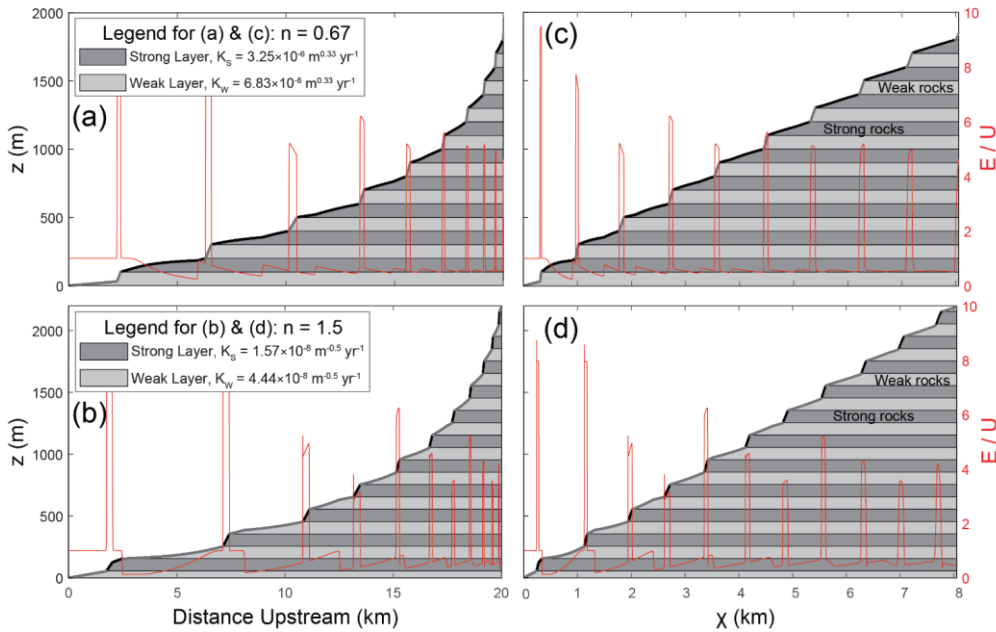 Legend for (a) & (c): n = 0.67
Strong Layer, K_S = 3.25×10⁻⁶ m^0.33 yr⁻¹
Weak Layer, K_W = 6.83×10⁻⁶ m^0.33 yr⁻¹
(a)
z (m)
2000
1500
1000
500
0
(c)
Weak rocks
Strong rocks
10
8
6
4
2
0
E / U
Legend for (b) & (d): n = 1.5
Strong Layer, K_S = 1.57×10⁻⁸ m^-0.5 yr⁻¹
Weak Layer, K_W = 4.44×10⁻⁸ m^-0.5 yr⁻¹
(b)
z (m)
2000
1500
1000
500
0
0 5 10 15 20
Distance Upstream (km)
(d)
Weak rocks
Strong rocks
10
8
6
4
2
0
E / U
0 1 2 3 4 5 6 7 8
χ (km)